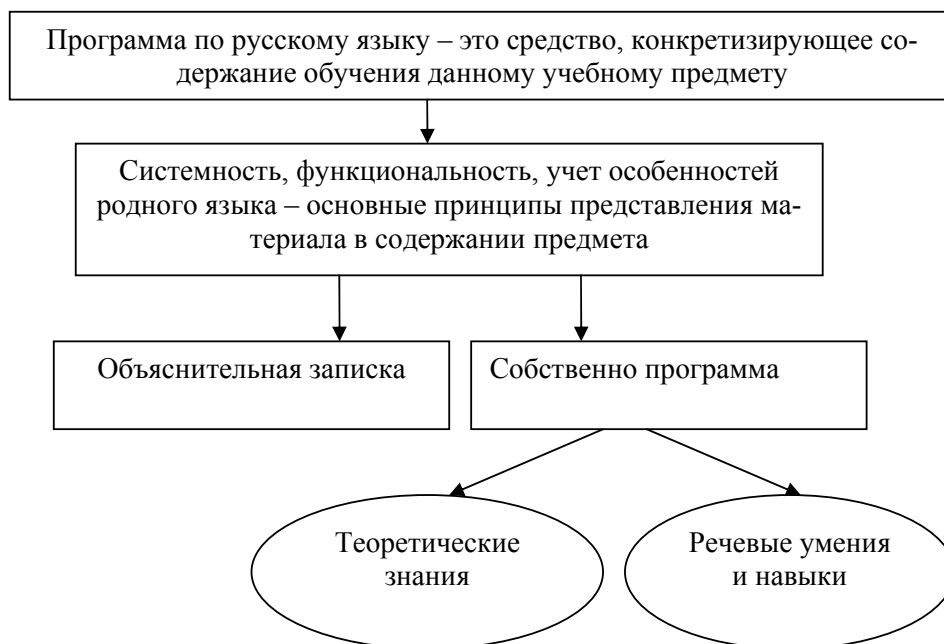 Программа по русскому языку – это средство, конкретизирующее со-
держание обучения данному учебному предмету
Системность, функциональность, учет особенностей
родного языка – основные принципы представления ма-
териала в содержании предмета
Объяснительная записка
Собственно программа
Теоретические
знания
Речевые умения
и навыки